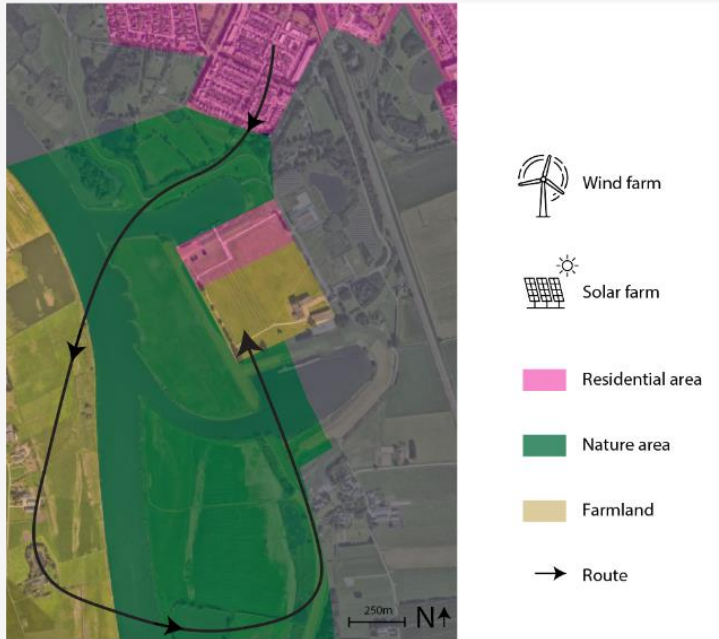 Wind farm
Solar farm
Residential area
Nature area
Farmland
Route
250m
N